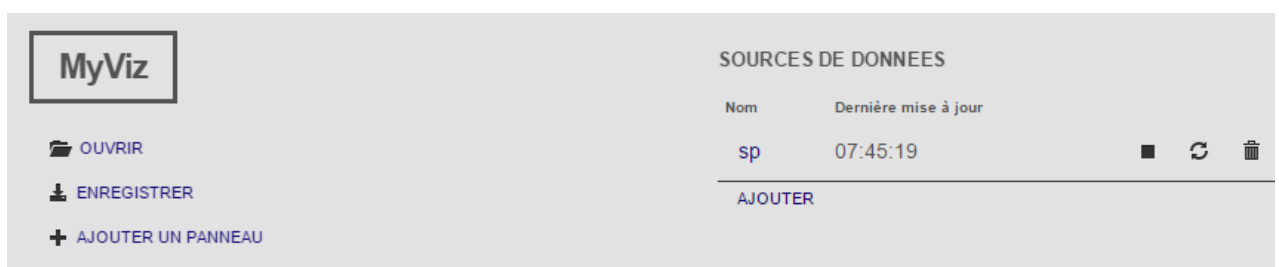 MyViz
OUVRIR
ENREGISTRER
AJOUTER UN PANNEAU
SOURCES DE DONNEES
Nom Dernière mise à jour
sp 07:45:19
AJOUTER